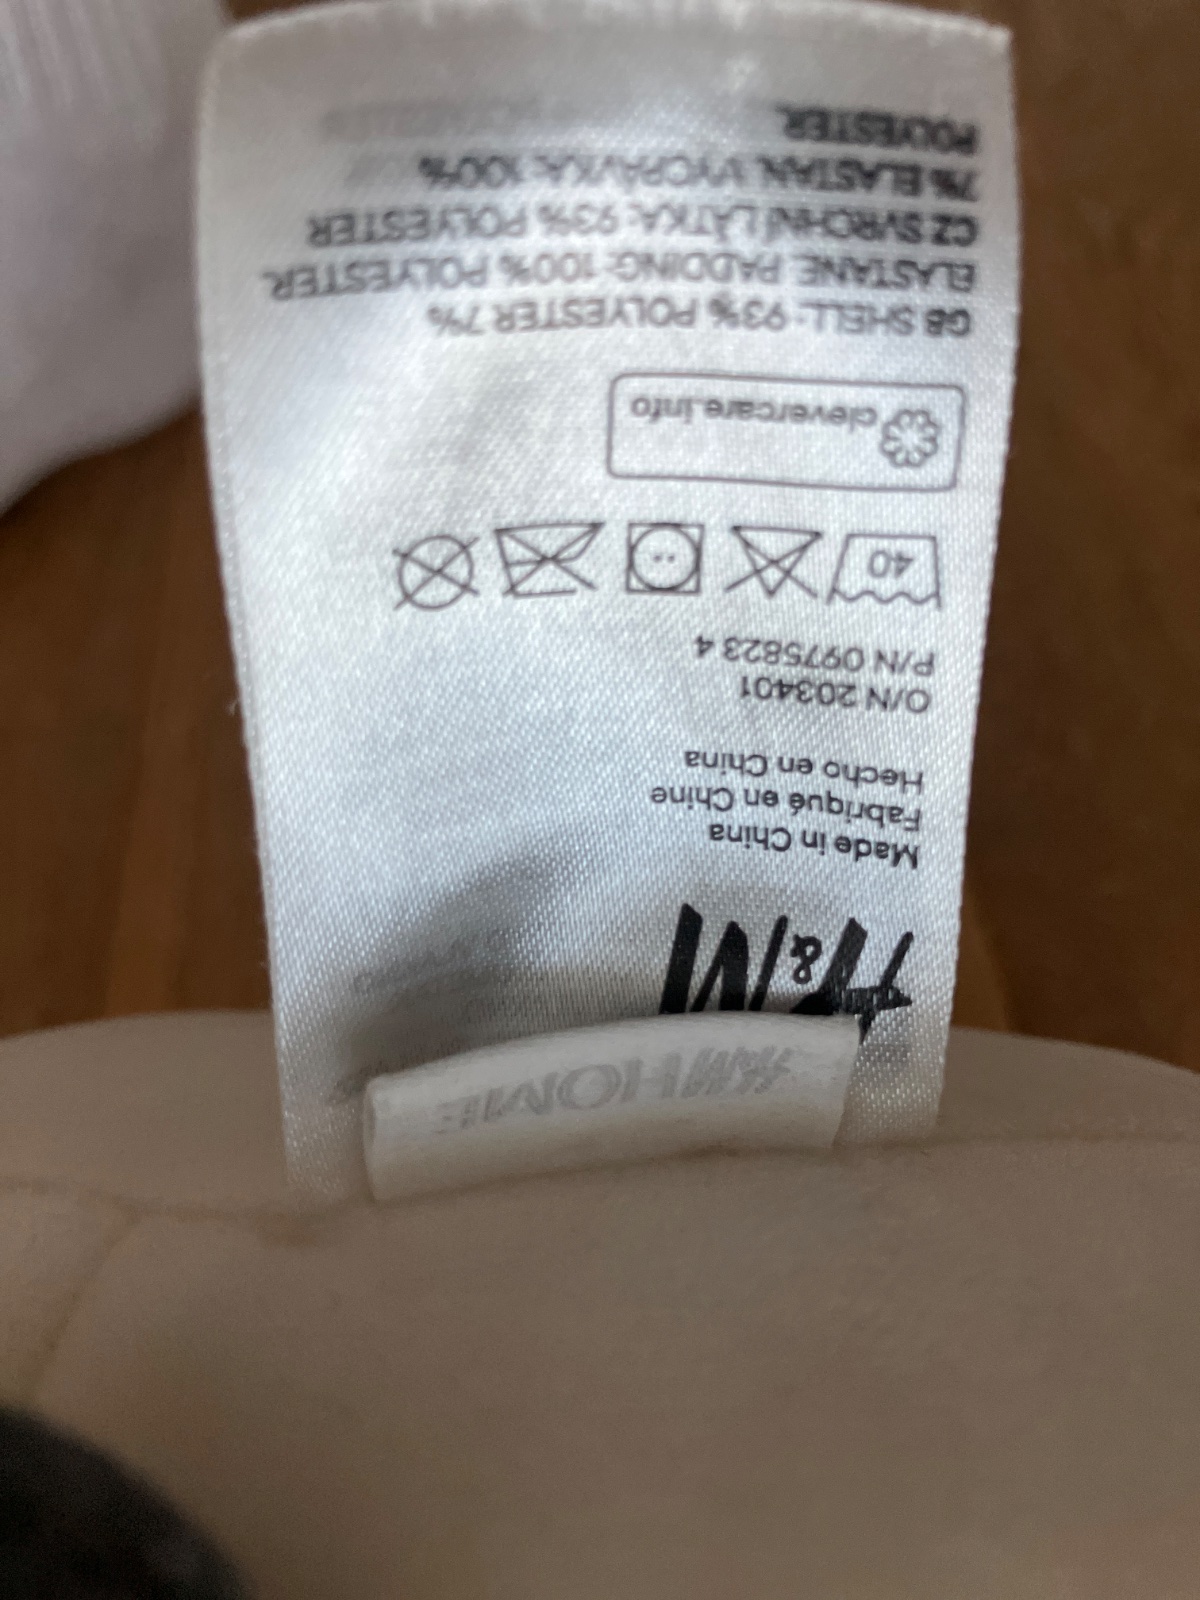 H&M HOME
H&M
Made in China
Fabriqué en Chine
Hecho en China
O/N 203401
P/N 0975823 4
40
clevercare.info
GB SHELL: 93% POLYESTER 7%
ELASTANE. PADDING: 100% POLYESTER.
CZ SVRCHNÍ LÁTKA: 93% POLYESTER
7% ELASTAN. VYCPÁVKA: 100%
POLYESTER.